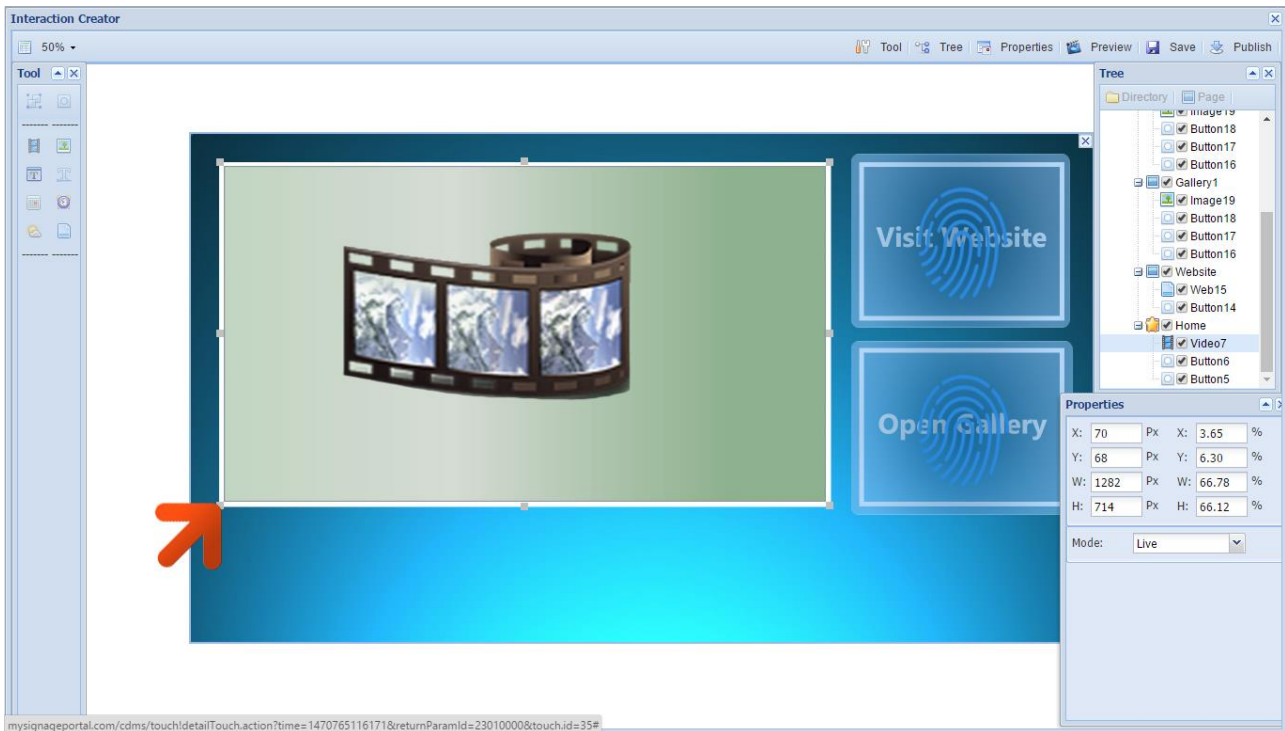 Interaction Creator
50%
Tool Tree Properties Preview Save Publish
Tool
Tree
Directory Page
Image19
Button18
Button17
Button16
Gallery1
Image19
Button18
Button17
Button16
Website
Web15
Button14
Home
Video7
Button6
Button5
Visit Website
Open Gallery
Properties
X: 70 Px X: 3.65 %
Y: 68 Px Y: 6.30 %
W: 1282 Px W: 66.78 %
H: 714 Px H: 66.12 %
Mode: Live
mysignageportal.com/cdms/touch!detailTouch.action?time=1470765116171&returnParamId=23010000&touch.id=35#